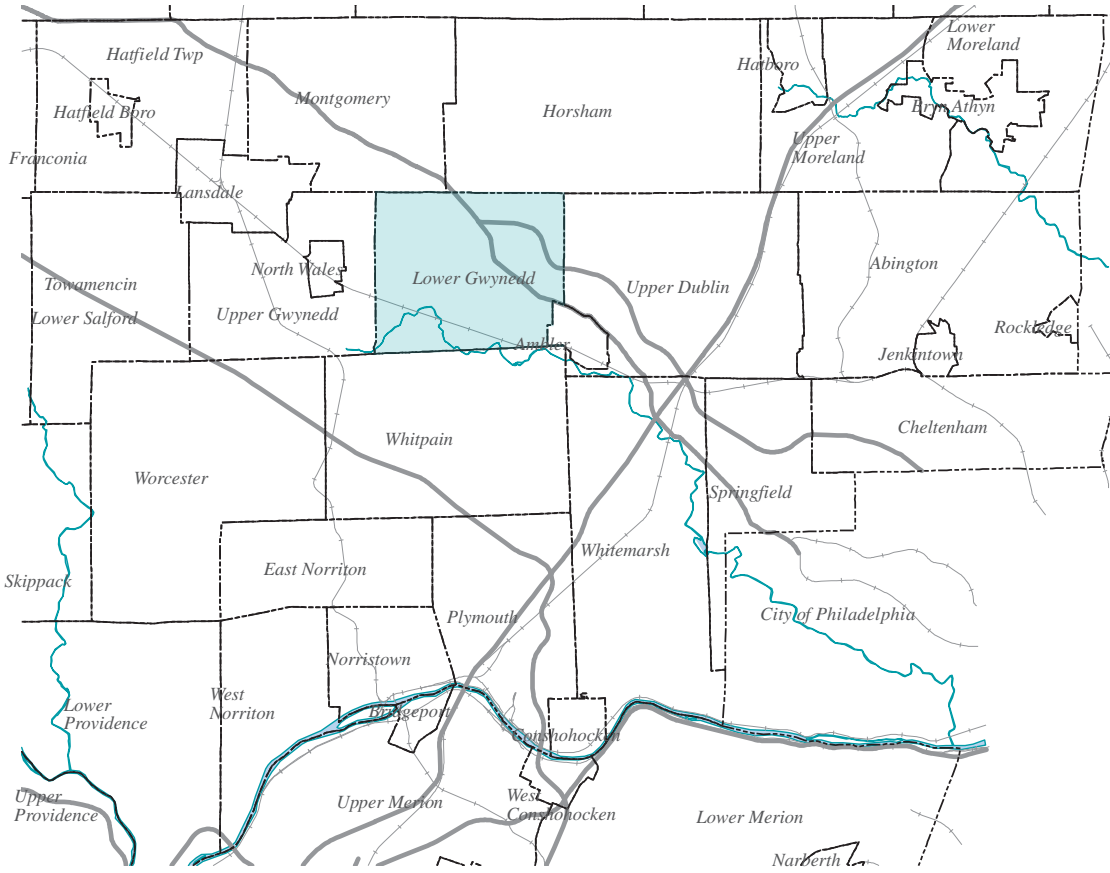 Lower
Moreland
Hatfield Twp
Hatboro
Montgomery
Horsham
Hatfield Boro
Bryn Athyn
Upper
Moreland
Franconia
Lansdale
North Wales
Lower Gwynedd
Abington
Towamencin
Upper Dublin
Lower Salford
Upper Gwynedd
Rockledge
Ambler
Jenkintown
Whitpain
Cheltenham
Worcester
Springfield
Whitemarsh
East Norriton
Skippack
Plymouth
City of Philadelphia
Norristown
West
Norriton
Lower
Providence
Bridgeport
Conshohocken
Upper
Providence
Upper Merion
West
Conshohocken
Lower Merion
Narberth